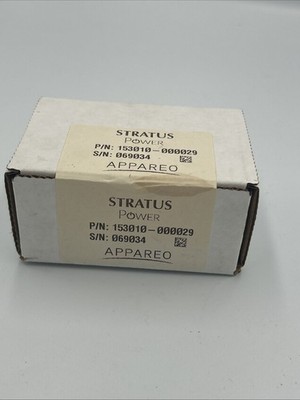 STRATUS
POWER
P/N: 153010-000029
S/N: 069034
APPAREO
STRATUS
POWER
P/N: 153010-000029
S/N: 069034
APPAREO